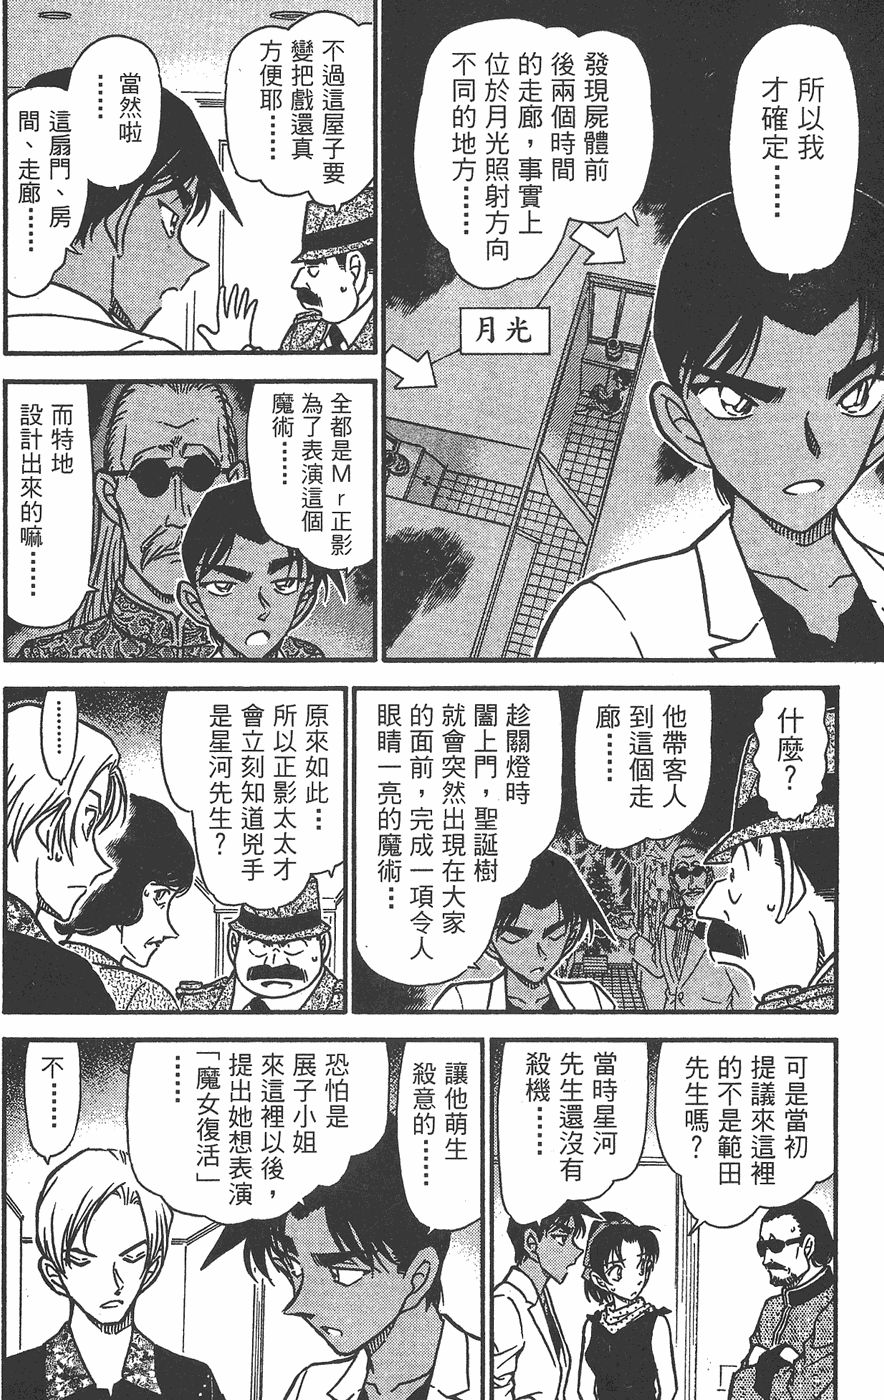 所以我
才確定……
發現屍體前
後兩個時間
的走廊，事實上
位於月光照射方向
不同的地方……
月光
不過這屋子要
變把戲還真
方便耶……
當然啦
……
這扇門、房
間、走廊……
全都是Mr正影
為了表演這個
魔術……
而特地
設計出來的嘛……
什麼？
他帶客人
到這個走
廊……
趁關燈時
闔上門，聖誕樹
就會突然出現在大家
的面前，完成一項令人
眼睛一亮的魔術…
原來如此…
所以正影太太才
會立刻知道兇手
是星河先生？
……
可是當初
提議來這裡
的不是範田
先生嗎？
當時星河
先生還沒有
殺機……
讓他萌生
殺意的……
恐怕是
展子小姐
來這裡以後，
提出她想表演
「魔女復活」
……
不……